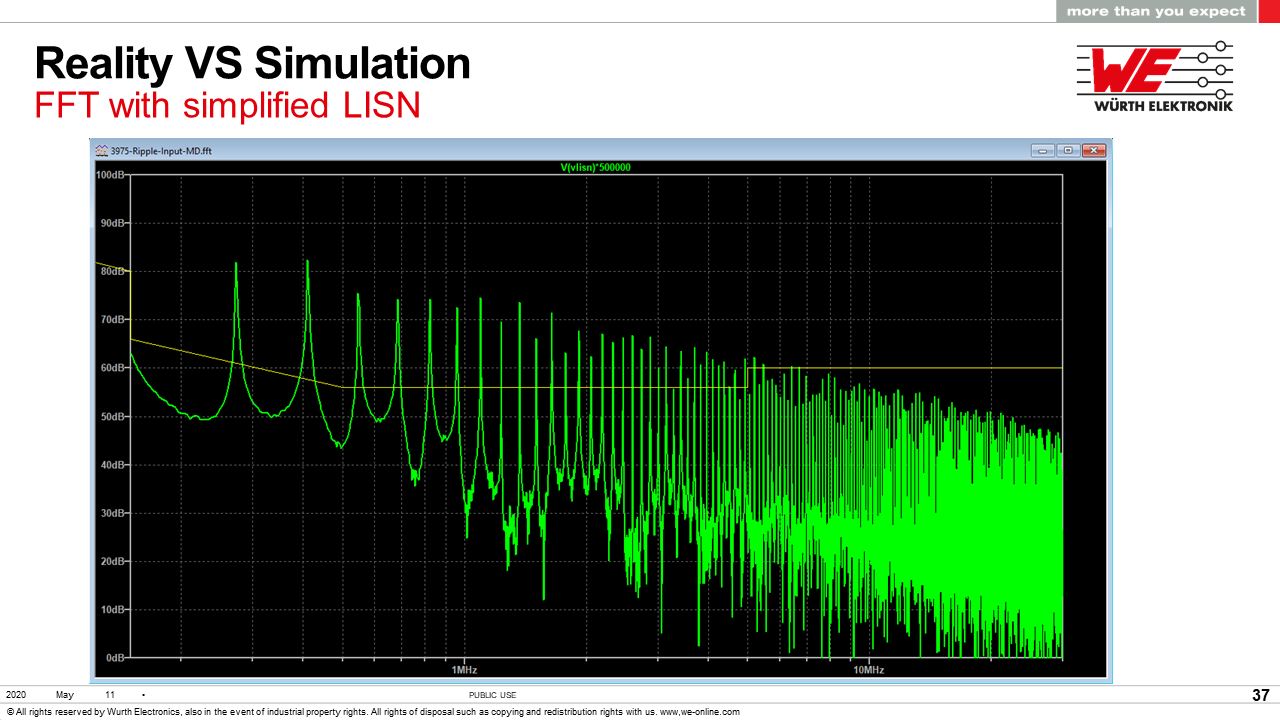 more than you expect
Reality VS Simulation
FFT with simplified LISN
WE
WÜRTH ELEKTRONIK
3975-Ripple-Input-MD.fft
V(vlisn)*500000
100dB
90dB
80dB
70dB
60dB
50dB
40dB
30dB
20dB
10dB
0dB
1MHz
10MHz
2020 May 11 • PUBLIC USE 37
© All rights reserved by Wurth Electronics, also in the event of industrial property rights. All rights of disposal such as copying and redistribution rights with us. www,we-online.com